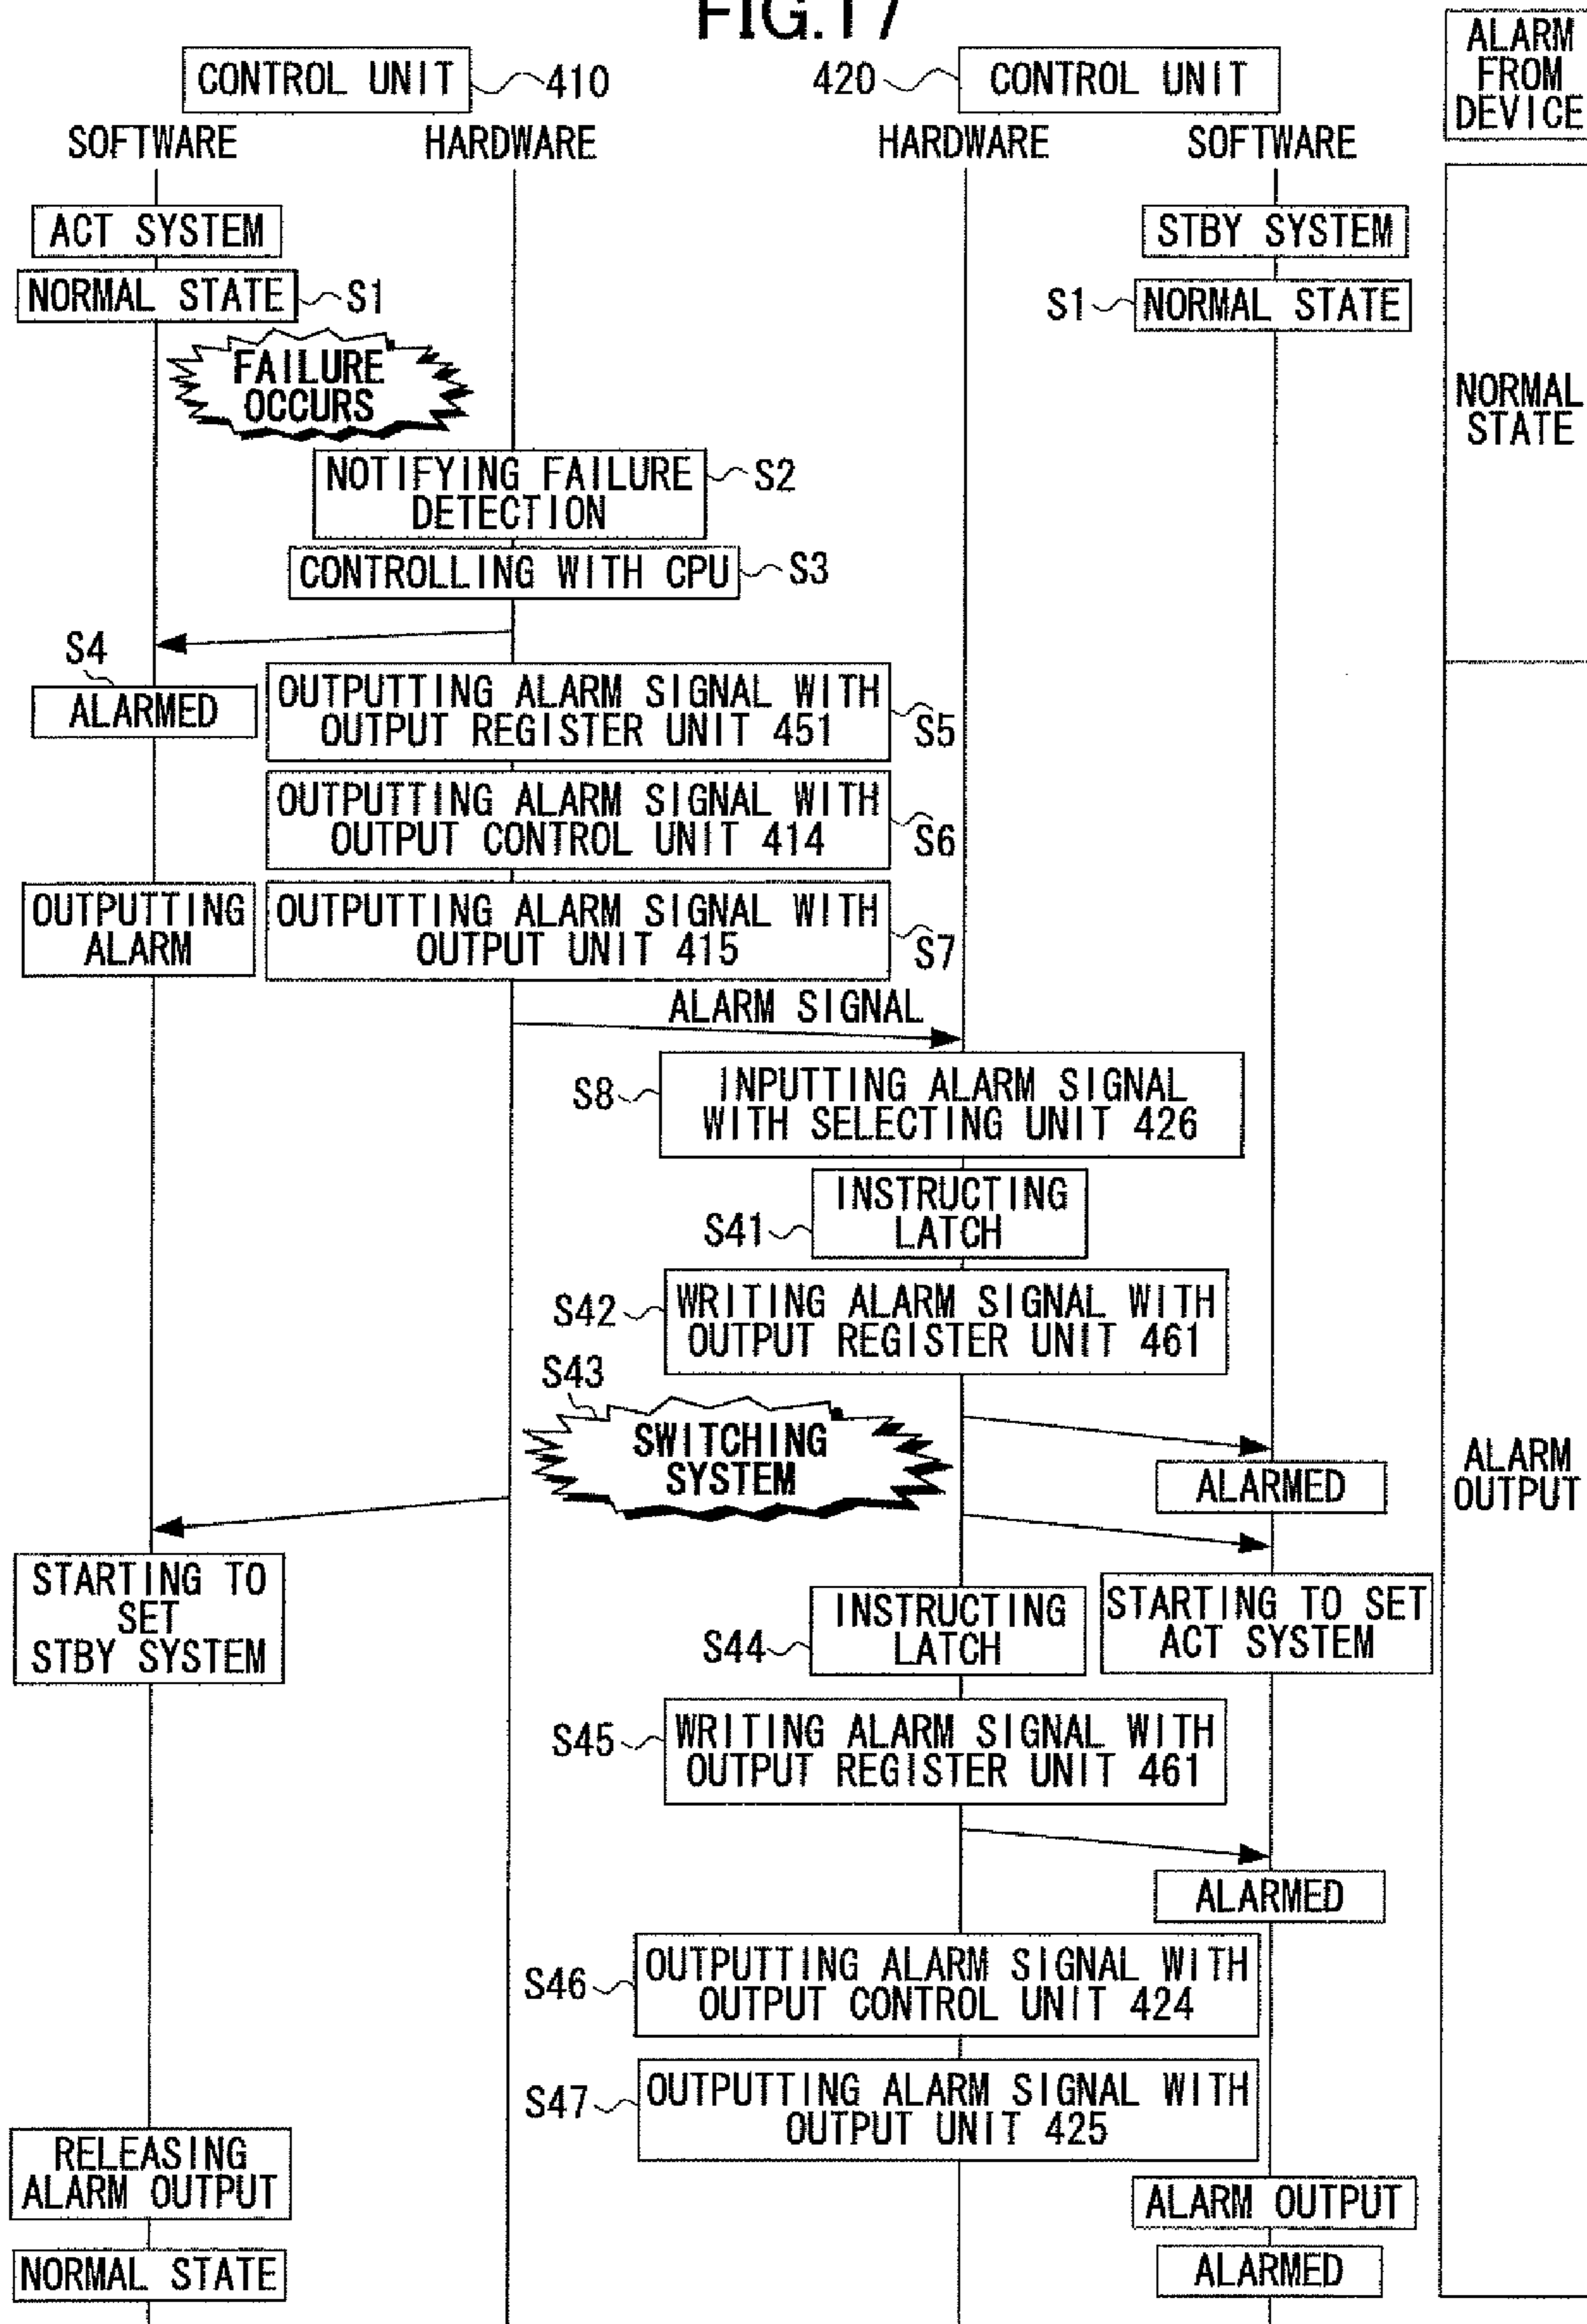 FIG.17
CONTROL UNIT
410
420
CONTROL UNIT
ALARM
FROM
DEVICE
SOFTWARE
HARDWARE
HARDWARE
SOFTWARE
ACT SYSTEM
STBY SYSTEM
NORMAL STATE
S1
S1
NORMAL STATE
FAILURE
OCCURS
NORMAL
STATE
NOTIFYING FAILURE
DETECTION
S2
CONTROLLING WITH CPU
S3
S4
ALARMED
OUTPUTTING ALARM SIGNAL WITH
OUTPUT REGISTER UNIT 451
S5
OUTPUTTING ALARM SIGNAL WITH
OUTPUT CONTROL UNIT 414
S6
OUTPUTTING
ALARM
OUTPUTTING ALARM SIGNAL WITH
OUTPUT UNIT 415
S7
ALARM SIGNAL
S8
INPUTTING ALARM SIGNAL
WITH SELECTING UNIT 426
S41
INSTRUCTING
LATCH
S42
WRITING ALARM SIGNAL WITH
OUTPUT REGISTER UNIT 461
S43
SWITCHING
SYSTEM
ALARMED
ALARM
OUTPUT
STARTING TO
SET
STBY SYSTEM
S44
INSTRUCTING
LATCH
STARTING TO SET
ACT SYSTEM
S45
WRITING ALARM SIGNAL WITH
OUTPUT REGISTER UNIT 461
ALARMED
S46
OUTPUTTING ALARM SIGNAL WITH
OUTPUT CONTROL UNIT 424
S47
OUTPUTTING ALARM SIGNAL WITH
OUTPUT UNIT 425
RELEASING
ALARM OUTPUT
ALARM OUTPUT
NORMAL STATE
ALARMED